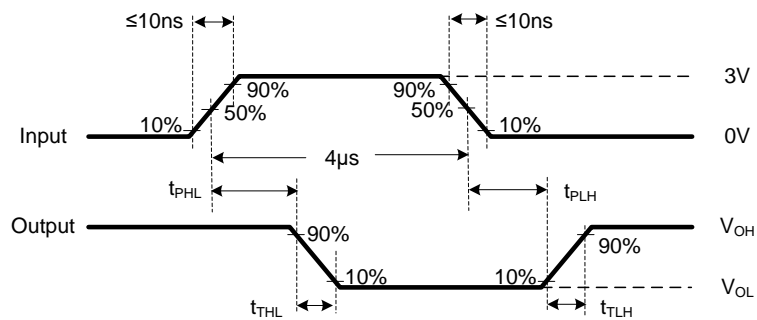 ≤10ns ≤10ns
90% 90% 3V
50% 50%
Input 10% 10% 0V
4µs
tPHL tPLH
Output VOH
90% 90%
10% 10% VOL
tTHL tTLH